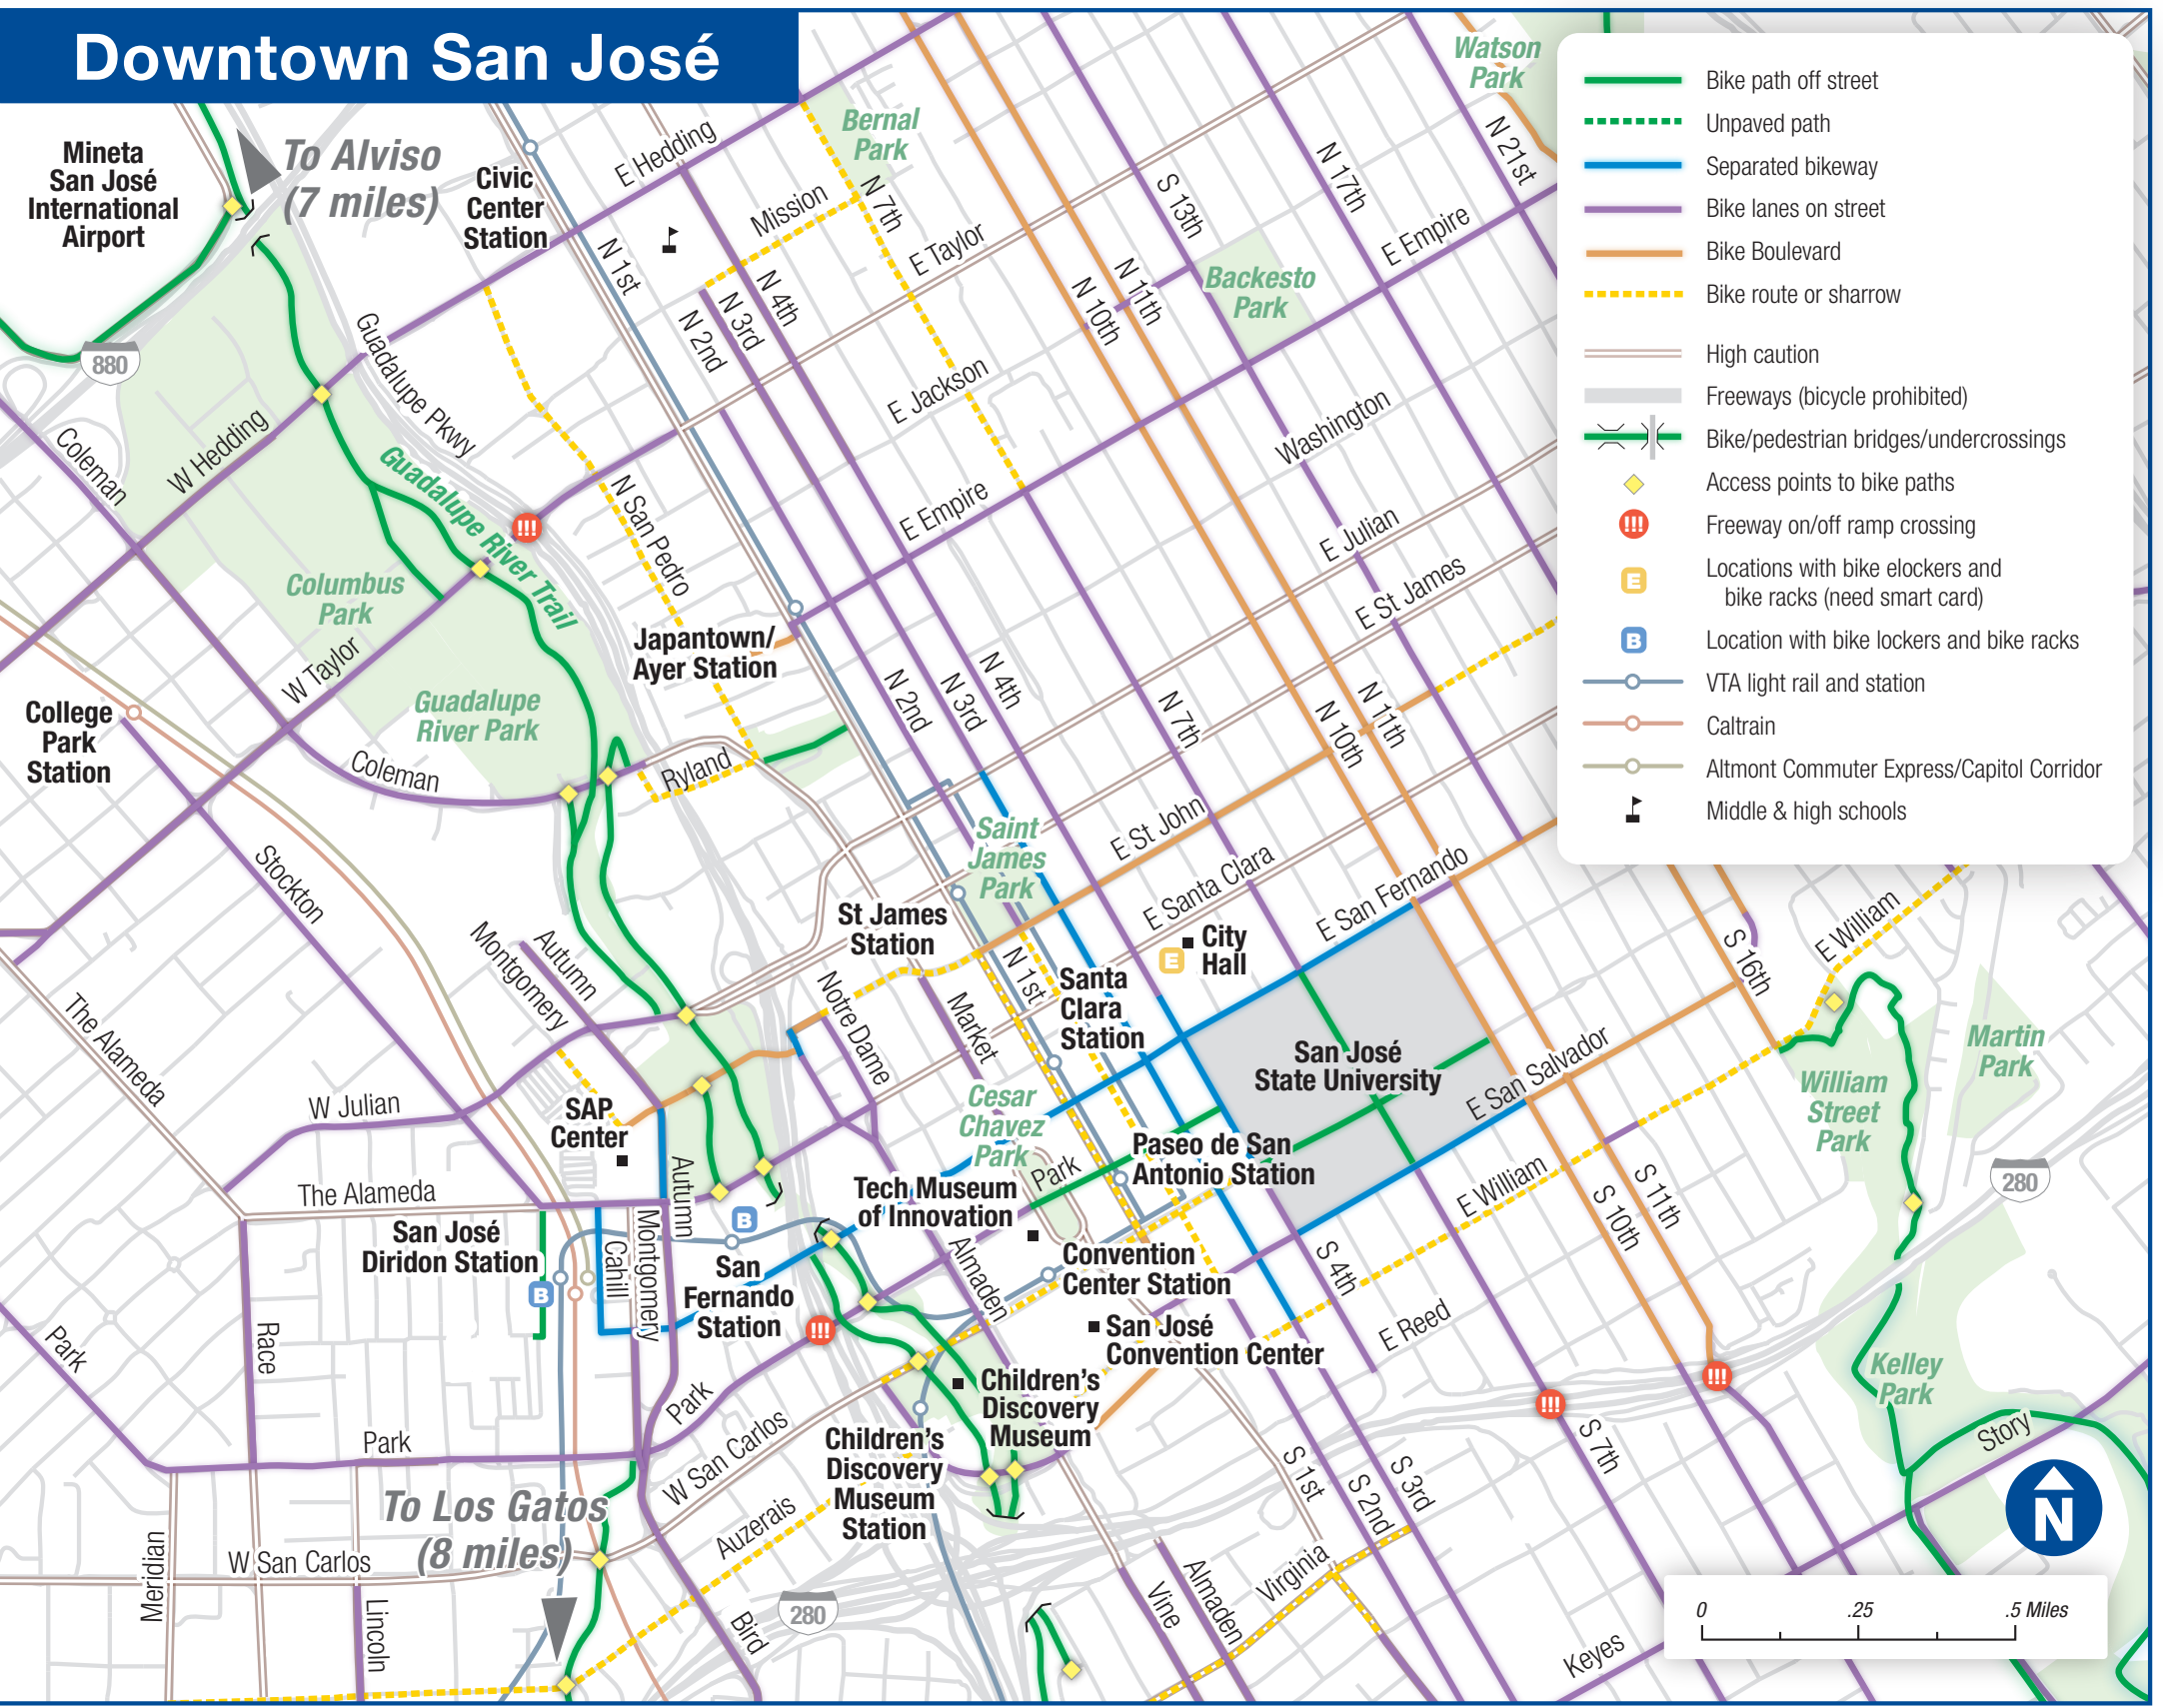 Downtown San José
Mineta
San José
International
Airport
To Alviso
(7 miles)
Civic
Center
Station
E Hedding
Mission
Bernal
Park
N 7th
E Taylor
Watson
Park
N 21st
N 17th
S 13th
E Empire
Backesto
Park
N 1st
N 4th
N 3rd
N 2nd
N 11th
N 10th
880
Guadalupe Pkwy
W Hedding
Coleman
Guadalupe River Trail
E Jackson
Washington
E Empire
N San Pedro
E Julian
E St James
Columbus
Park
W Taylor
Guadalupe
River Park
Japantown/
Ayer Station
N 2nd
N 3rd
N 4th
N 7th
N 10th
N 11th
College
Park
Station
Coleman
Ryland
Stockton
Saint
James
Park
E St John
E Santa Clara
E San Fernando
St James
Station
City
Hall
E
Montgomery
Autumn
The Alameda
Notre Dame
Market
N 1st
Santa
Clara
Station
San José
State University
E San Salvador
S 16th
E William
Martin
Park
William
Street
Park
W Julian
SAP
Center
Autumn
Cesar
Chavez
Park
Park
Paseo de San
Antonio Station
E William
S 11th
S 10th
280
The Alameda
San José
Diridon Station
B
B
Cahill
Montgomery
San
Fernando
Station
Tech Museum
of Innovation
Almaden
Convention
Center Station
San José
Convention Center
S 4th
E Reed
Park
Race
Park
Park
W San Carlos
Children's
Discovery
Museum
Children's
Discovery
Museum
Station
Kelley
Park
Story
S 7th
S 1st
S 2nd
S 3rd
To Los Gatos
(8 miles)
Auzerais
W San Carlos
Meridian
Lincoln
Bird
280
Vine
Almaden
Virginia
Keyes
Bike path off street
Unpaved path
Separated bikeway
Bike lanes on street
Bike Boulevard
Bike route or sharrow
High caution
Freeways (bicycle prohibited)
Bike/pedestrian bridges/undercrossings
Access points to bike paths
!!! Freeway on/off ramp crossing
E Locations with bike elockers and
bike racks (need smart card)
B Location with bike lockers and bike racks
VTA light rail and station
Caltrain
Altmont Commuter Express/Capitol Corridor
Middle & high schools
!!!
!!!
!!!
!!!
N
0 .25 .5 Miles